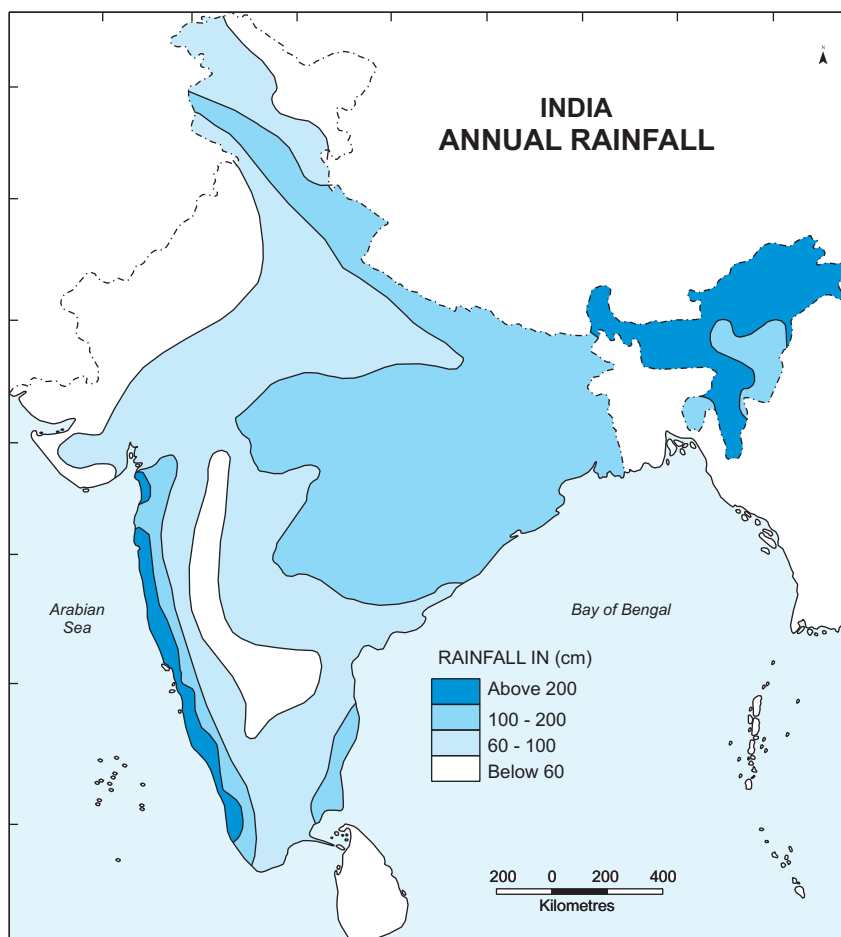 N
INDIA
ANNUAL RAINFALL
Arabian
Sea
Bay of Bengal
RAINFALL IN (cm)
Above 200
100 - 200
60 - 100
Below 60
200 0 200 400
Kilometres